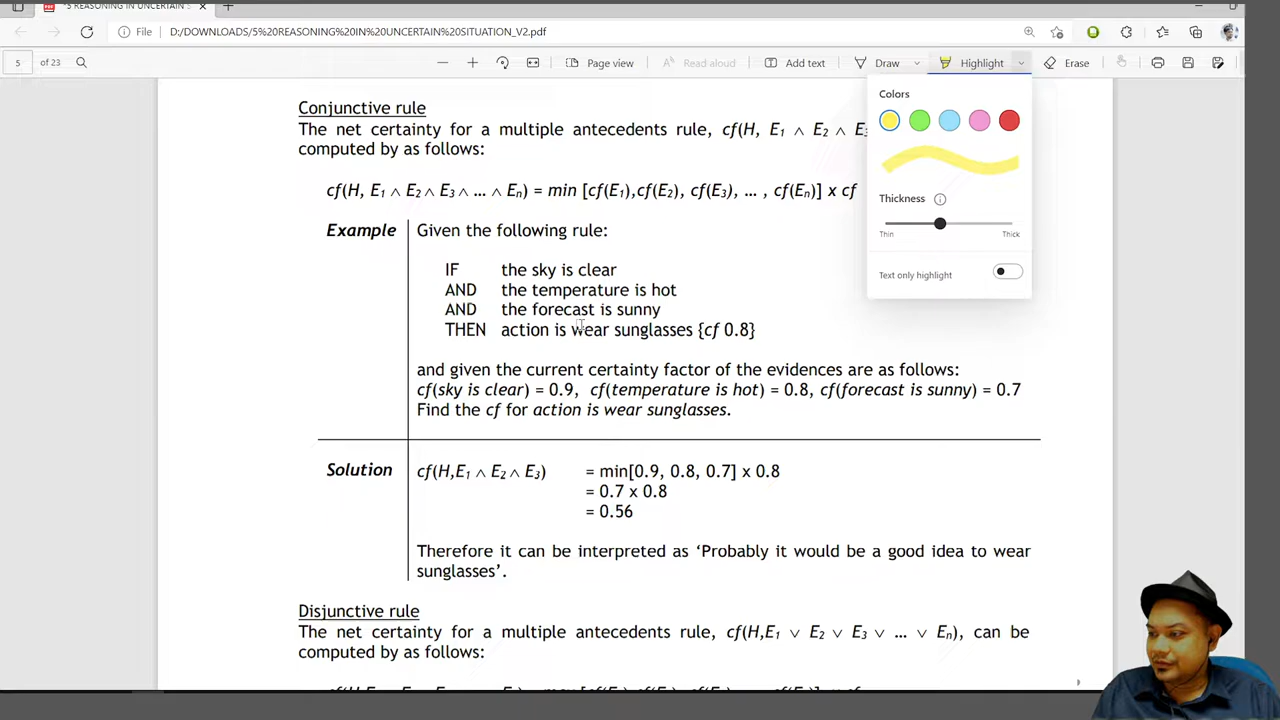 *5 REASONING IN UNCERTAIN S
File D:/DOWNLOADS/5%20REASONING%20IN%20UNCERTAIN%20SITUATION_V2.pdf
5 of 23 Page view Read aloud Add text Draw Highlight Erase
Colors
Thickness
Thin Thick
Text only highlight
Conjunctive rule
The net certainty for a multiple antecedents rule, cf(H, E1 ∧ E2 ∧ E3
computed by as follows:
cf(H, E1 ∧ E2 ∧ E3 ∧ ... ∧ En) = min [cf(E1),cf(E2), cf(E3), ... , cf(En)] x cf
Example Given the following rule:
IF the sky is clear
AND the temperature is hot
AND the forecast is sunny
THEN action is wear sunglasses {cf 0.8}
and given the current certainty factor of the evidences are as follows:
cf(sky is clear) = 0.9, cf(temperature is hot) = 0.8, cf(forecast is sunny) = 0.7
Find the cf for action is wear sunglasses.
Solution cf(H,E1 ∧ E2 ∧ E3) = min[0.9, 0.8, 0.7] x 0.8
= 0.7 x 0.8
= 0.56
Therefore it can be interpreted as ‘Probably it would be a good idea to wear
sunglasses’.
Disjunctive rule
The net certainty for a multiple antecedents rule, cf(H,E1 ∨ E2 ∨ E3 ∨ ... ∨ En), can be
computed by as follows: